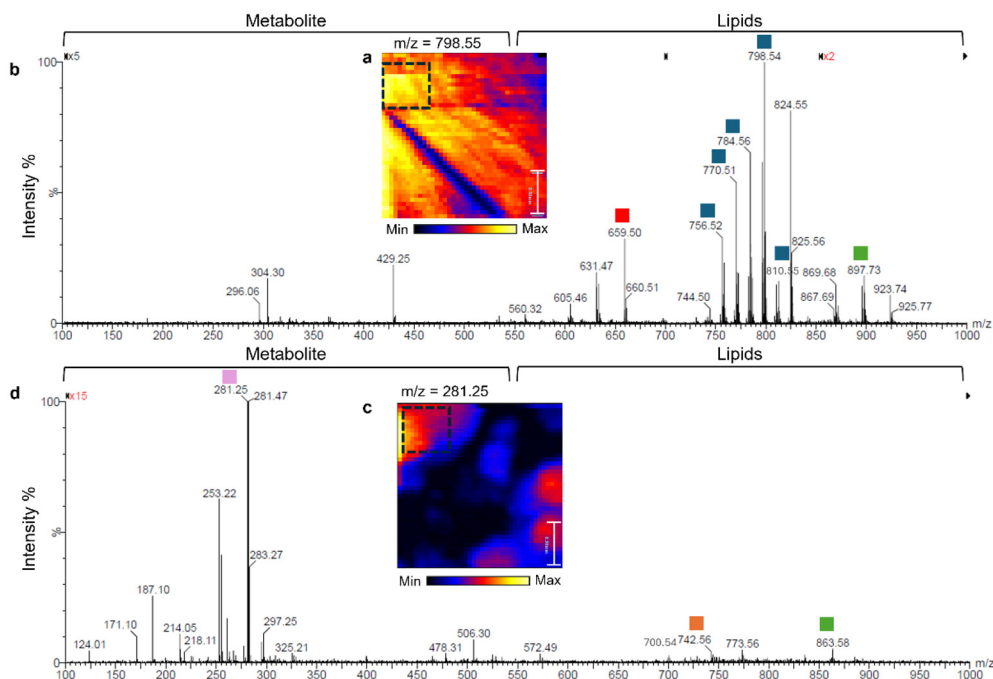 Metabolite Lipids
m/z = 798.55
b a
x5 x2
100
798.54
824.55
784.56
770.51
756.52
659.50
825.56
810.55 869.68 897.73
429.25
631.47
304.30
296.06
923.74
867.69
660.51
605.46
744.50
925.77
560.32
Intensity %
%
Min Max
0
100 150 200 250 300 350 400 450 500 550 600 650 700 750 800 850 900 950 1000 m/z
Metabolite Lipids
m/z = 281.25
d c
x15
100
281.25 281.47
253.22
283.27
187.10
171.10
214.05
297.25
218.11
124.01
325.21
506.30
478.31
572.49
700.54 742.56 773.56 863.58
Intensity %
%
Min Max
0
100 150 200 250 300 350 400 450 500 550 600 650 700 750 800 850 900 950 1000 m/z